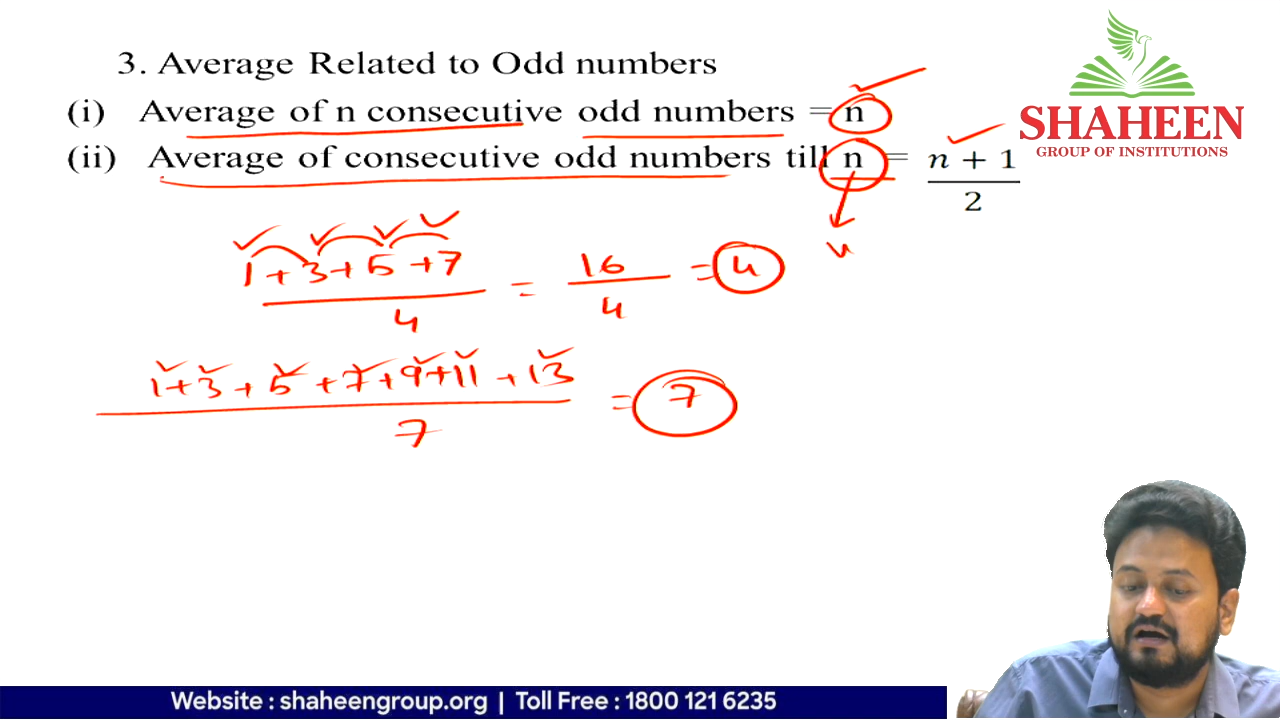 3. Average Related to Odd numbers
(i) Average of n consecutive odd numbers = n
(ii) Average of consecutive odd numbers till n = n + 1 / 2
SHAHEEN
GROUP OF INSTITUTIONS
1 + 3 + 5 + 7 / 4 = 16 / 4 = 4
1 + 3 + 5 + 7 + 9 + 11 + 13 / 7 = 7
Website : shaheengroup.org | Toll Free : 1800 121 6235